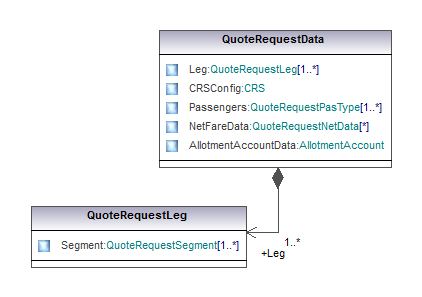 QuoteRequestData
Leg:QuoteRequestLeg[1..*]
CRSConfig:CRS
Passengers:QuoteRequestPasType[1..*]
NetFareData:QuoteRequestNetData[*]
AllotmentAccountData:AllotmentAccount
QuoteRequestLeg
Segment:QuoteRequestSegment[1..*]
1..*
+Leg